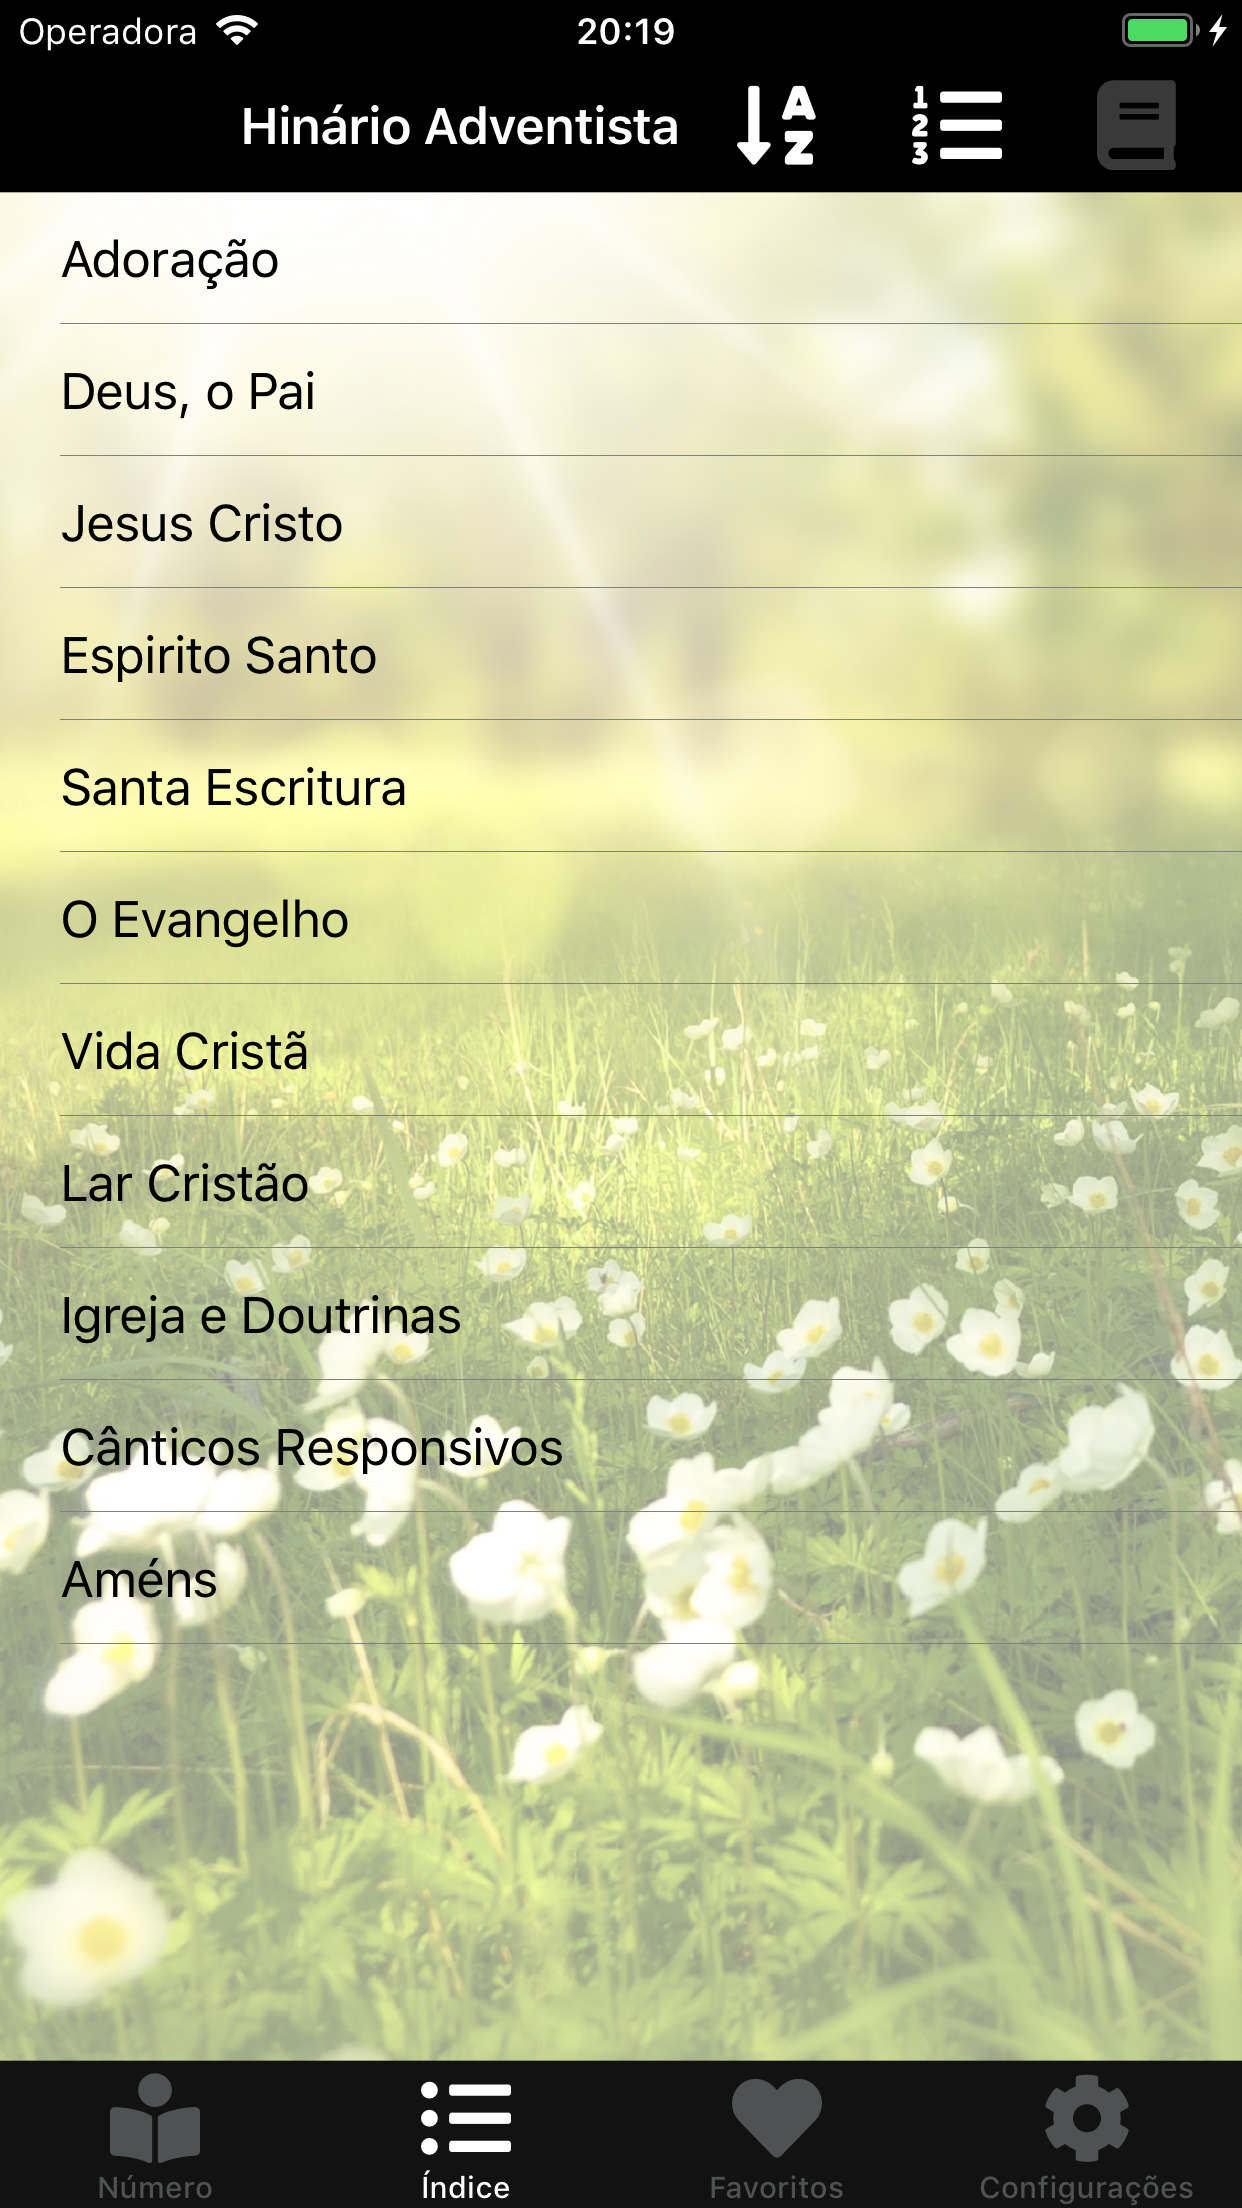 Operadora 20:19
Hinário Adventista A Z 1 2 3
Adoração
Deus, o Pai
Jesus Cristo
Espirito Santo
Santa Escritura
O Evangelho
Vida Cristã
Lar Cristão
Igreja e Doutrinas
Cânticos Responsivos
Améns
Número Índice Favoritos Configurações